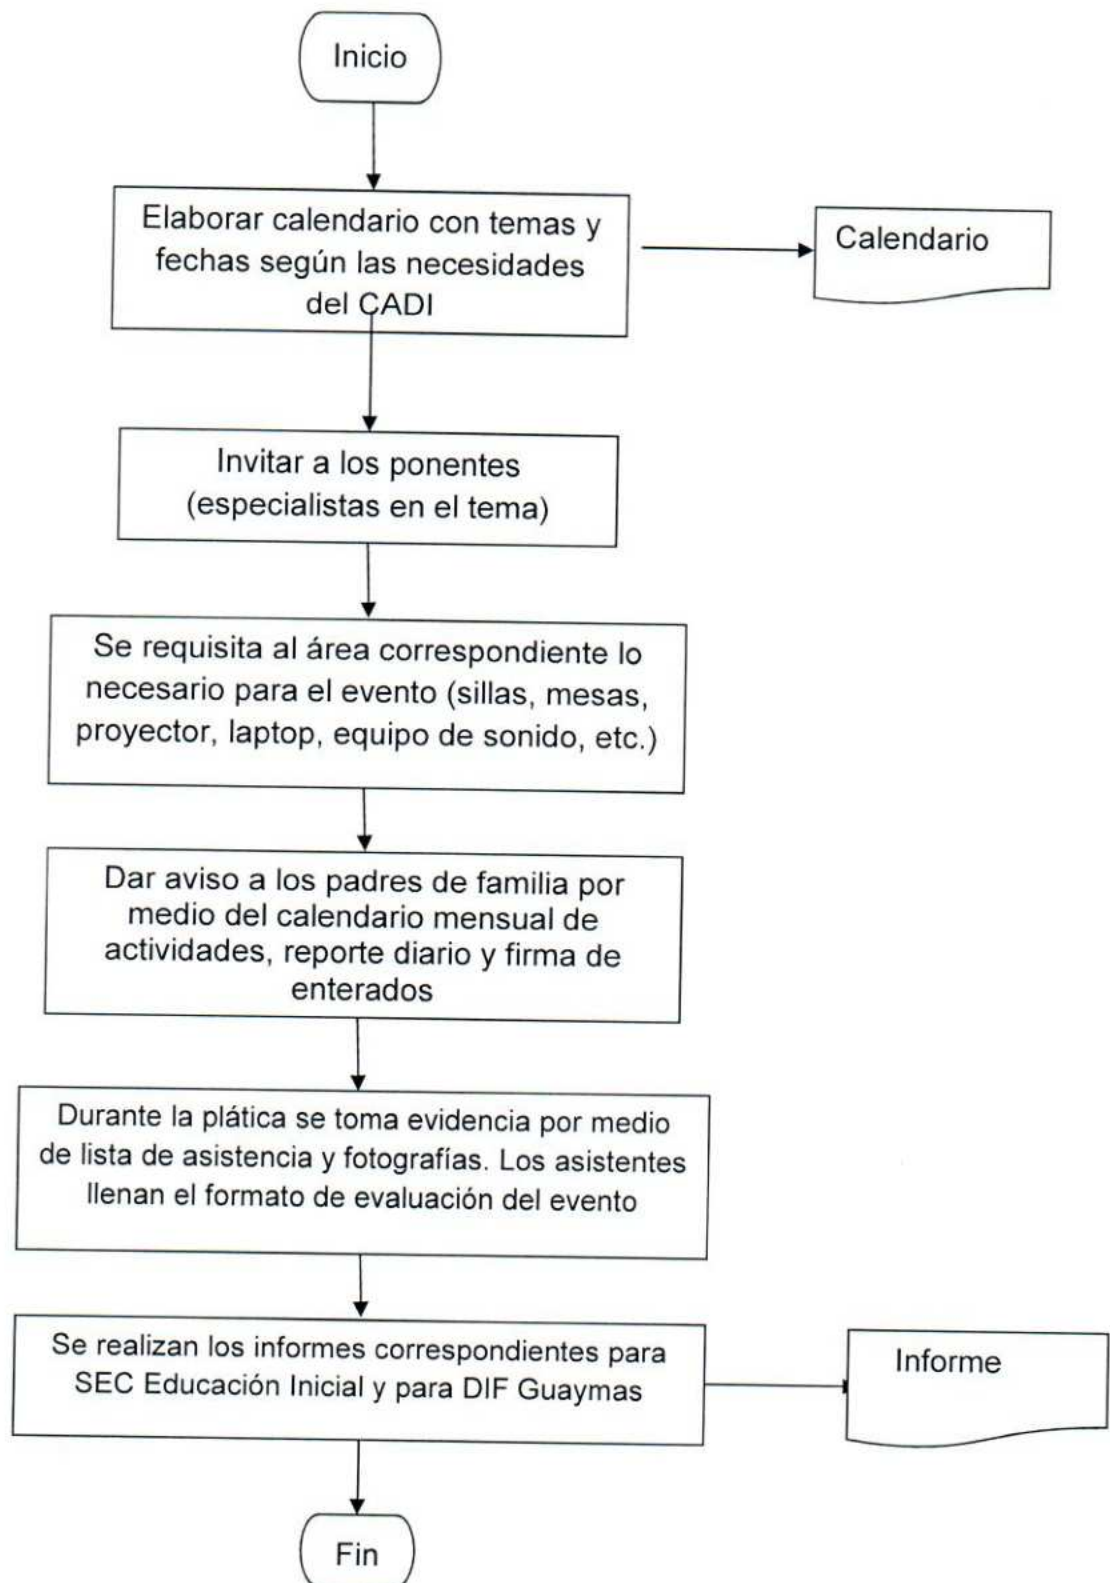 Inicio
Elaborar calendario con temas y
fechas según las necesidades
del CADI
Calendario
Invitar a los ponentes
(especialistas en el tema)
Se requisita al área correspondiente lo
necesario para el evento (sillas, mesas,
proyector, laptop, equipo de sonido, etc.)
Dar aviso a los padres de familia por
medio del calendario mensual de
actividades, reporte diario y firma de
enterados
Durante la plática se toma evidencia por medio
de lista de asistencia y fotografías. Los asistentes
llenan el formato de evaluación del evento
Se realizan los informes correspondientes para
SEC Educación Inicial y para DIF Guaymas
Informe
Fin